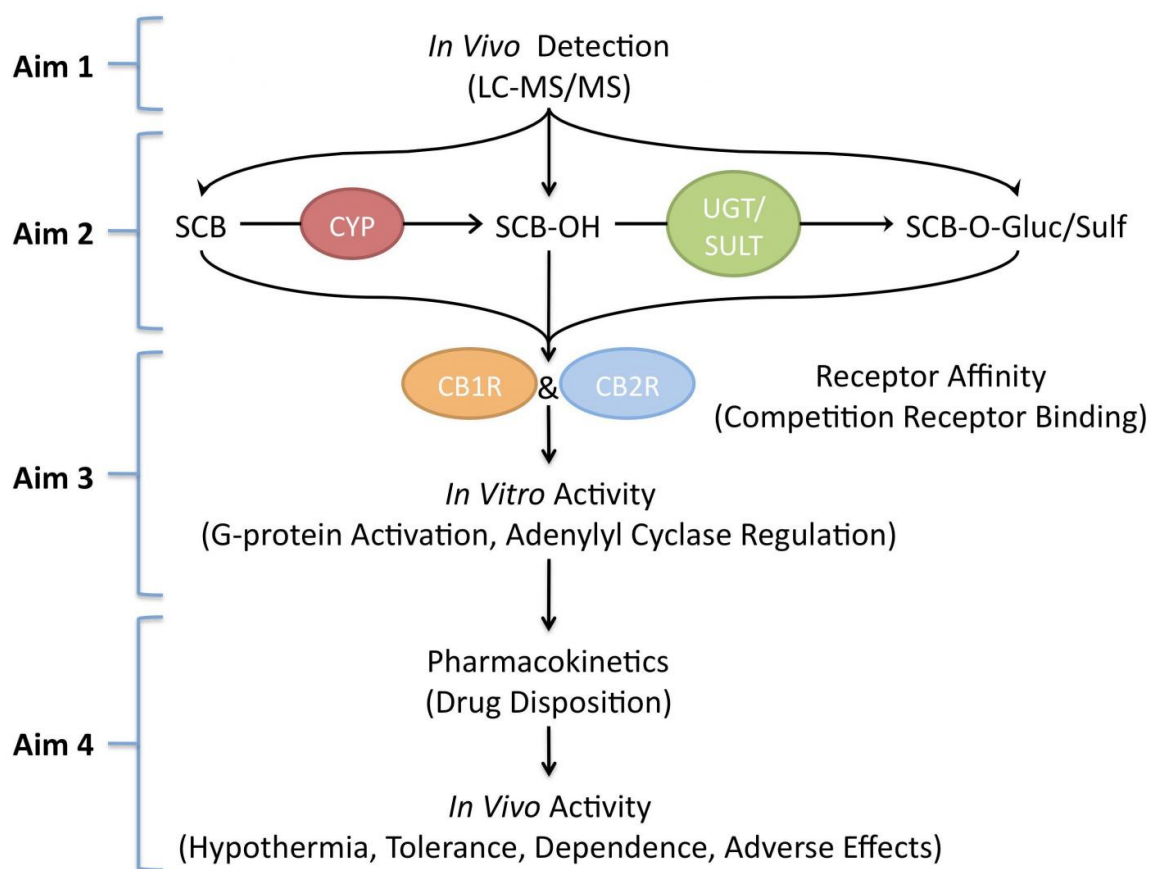 Aim 1
In Vivo Detection
(LC-MS/MS)
Aim 2
SCB
CYP
SCB-OH
UGT/
SULT
SCB-O-Gluc/Sulf
Aim 3
CB1R
&
CB2R
Receptor Affinity
(Competition Receptor Binding)
In Vitro Activity
(G-protein Activation, Adenylyl Cyclase Regulation)
Aim 4
Pharmacokinetics
(Drug Disposition)
In Vivo Activity
(Hypothermia, Tolerance, Dependence, Adverse Effects)